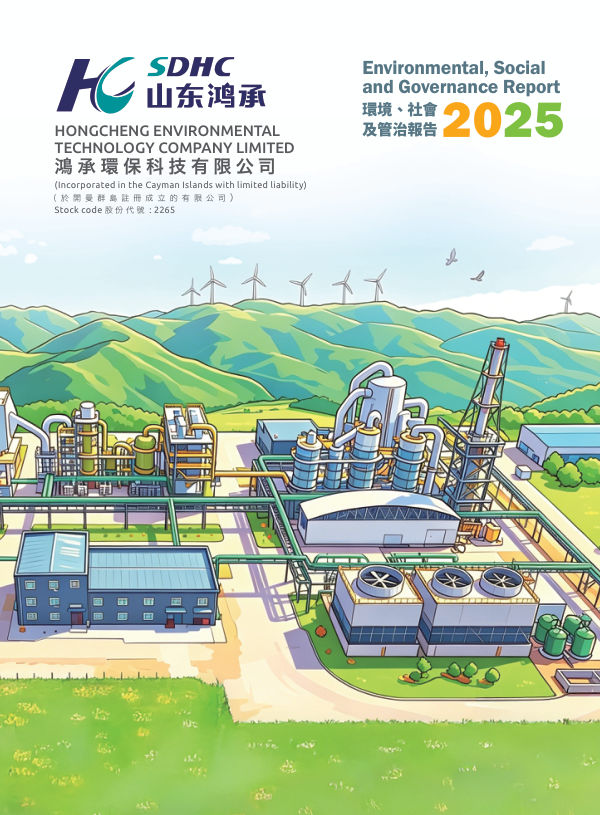 SDHC
山东鸿承
HONGCHENG ENVIRONMENTAL
TECHNOLOGY COMPANY LIMITED
鴻承環保科技有限公司
(Incorporated in the Cayman Islands with limited liability)
(於開曼群島註冊成立的有限公司)
Stock code 股份代號 : 2265
Environmental, Social
and Governance Report
環境、社會
及管治報告 2025